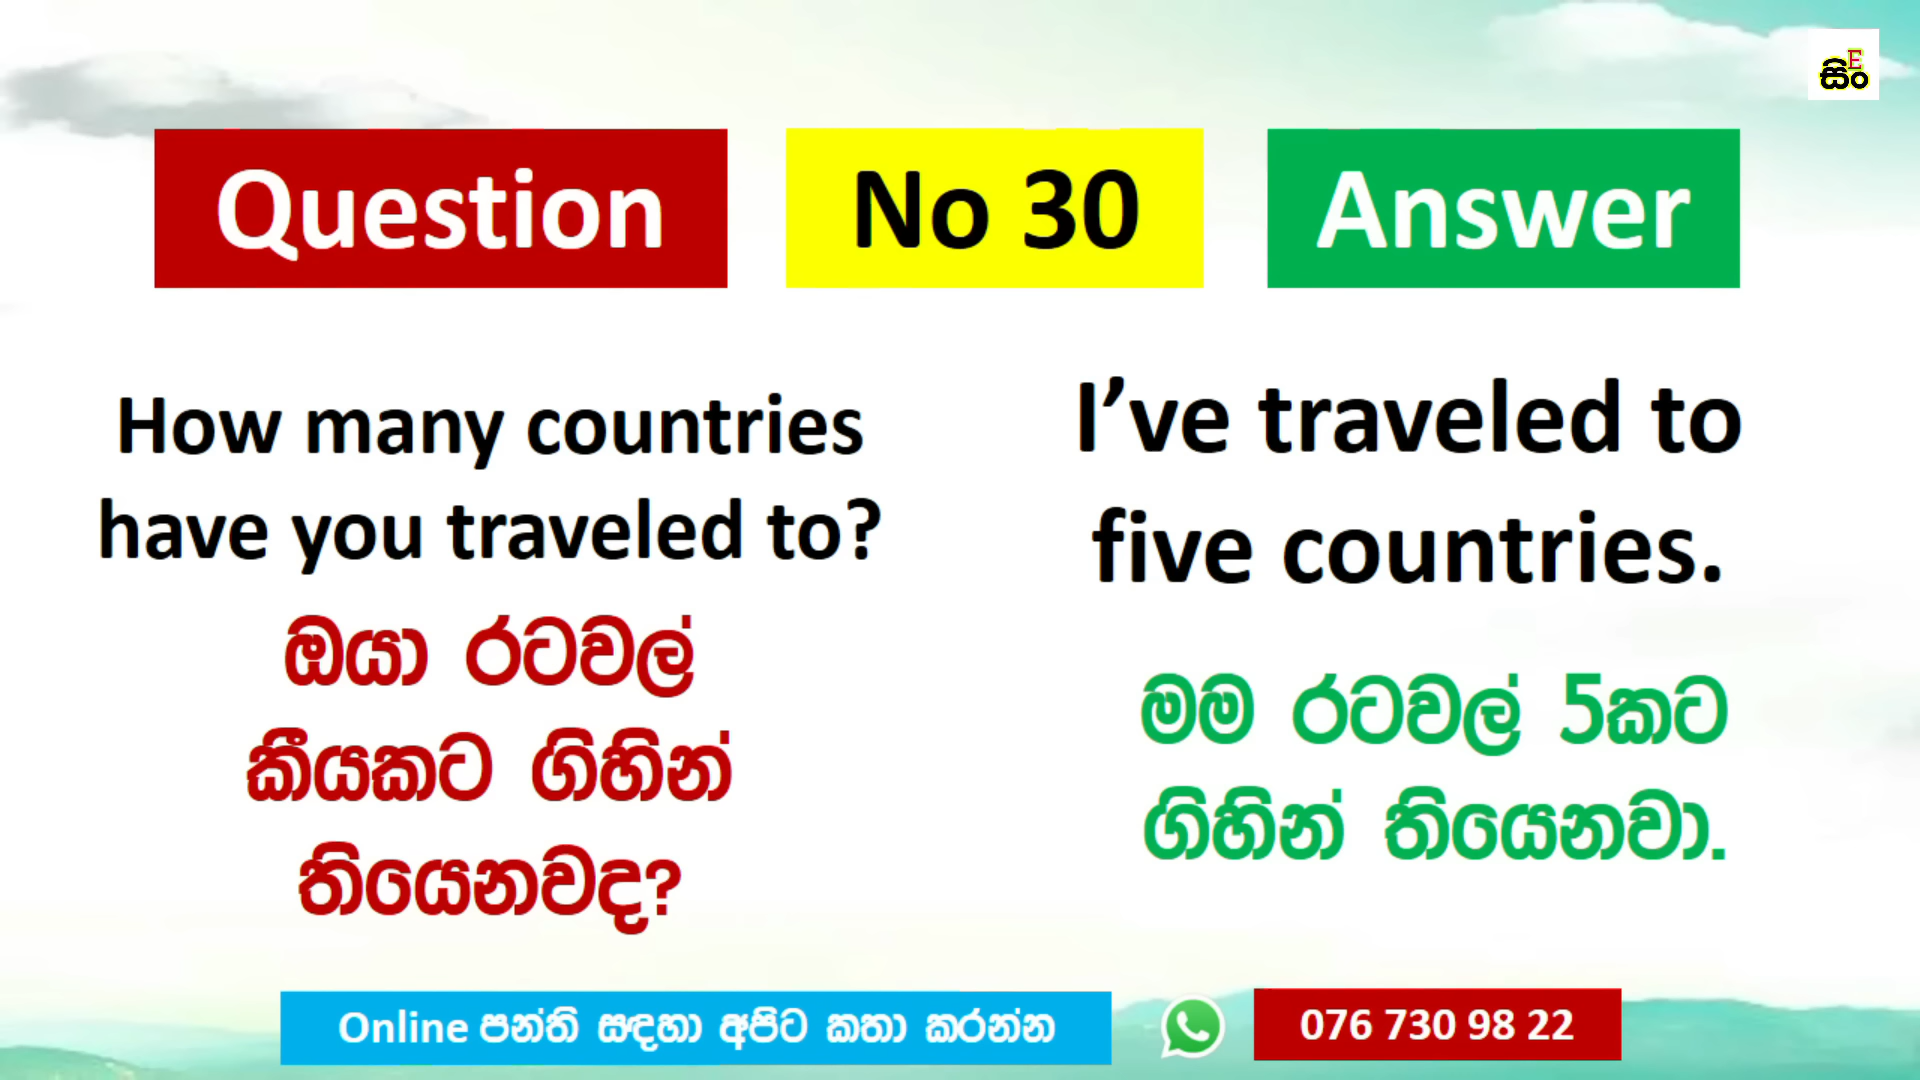 සිං
E
Question
No 30
Answer
How many countries
have you traveled to?
ඔයා රටවල්
කීයකට ගිහින්
තියෙනවද?
I’ve traveled to
five countries.
මම රටවල් 5කට
ගිහින් තියෙනවා.
Online පන්ති සඳහා අපිට කතා කරන්න
076 730 98 22